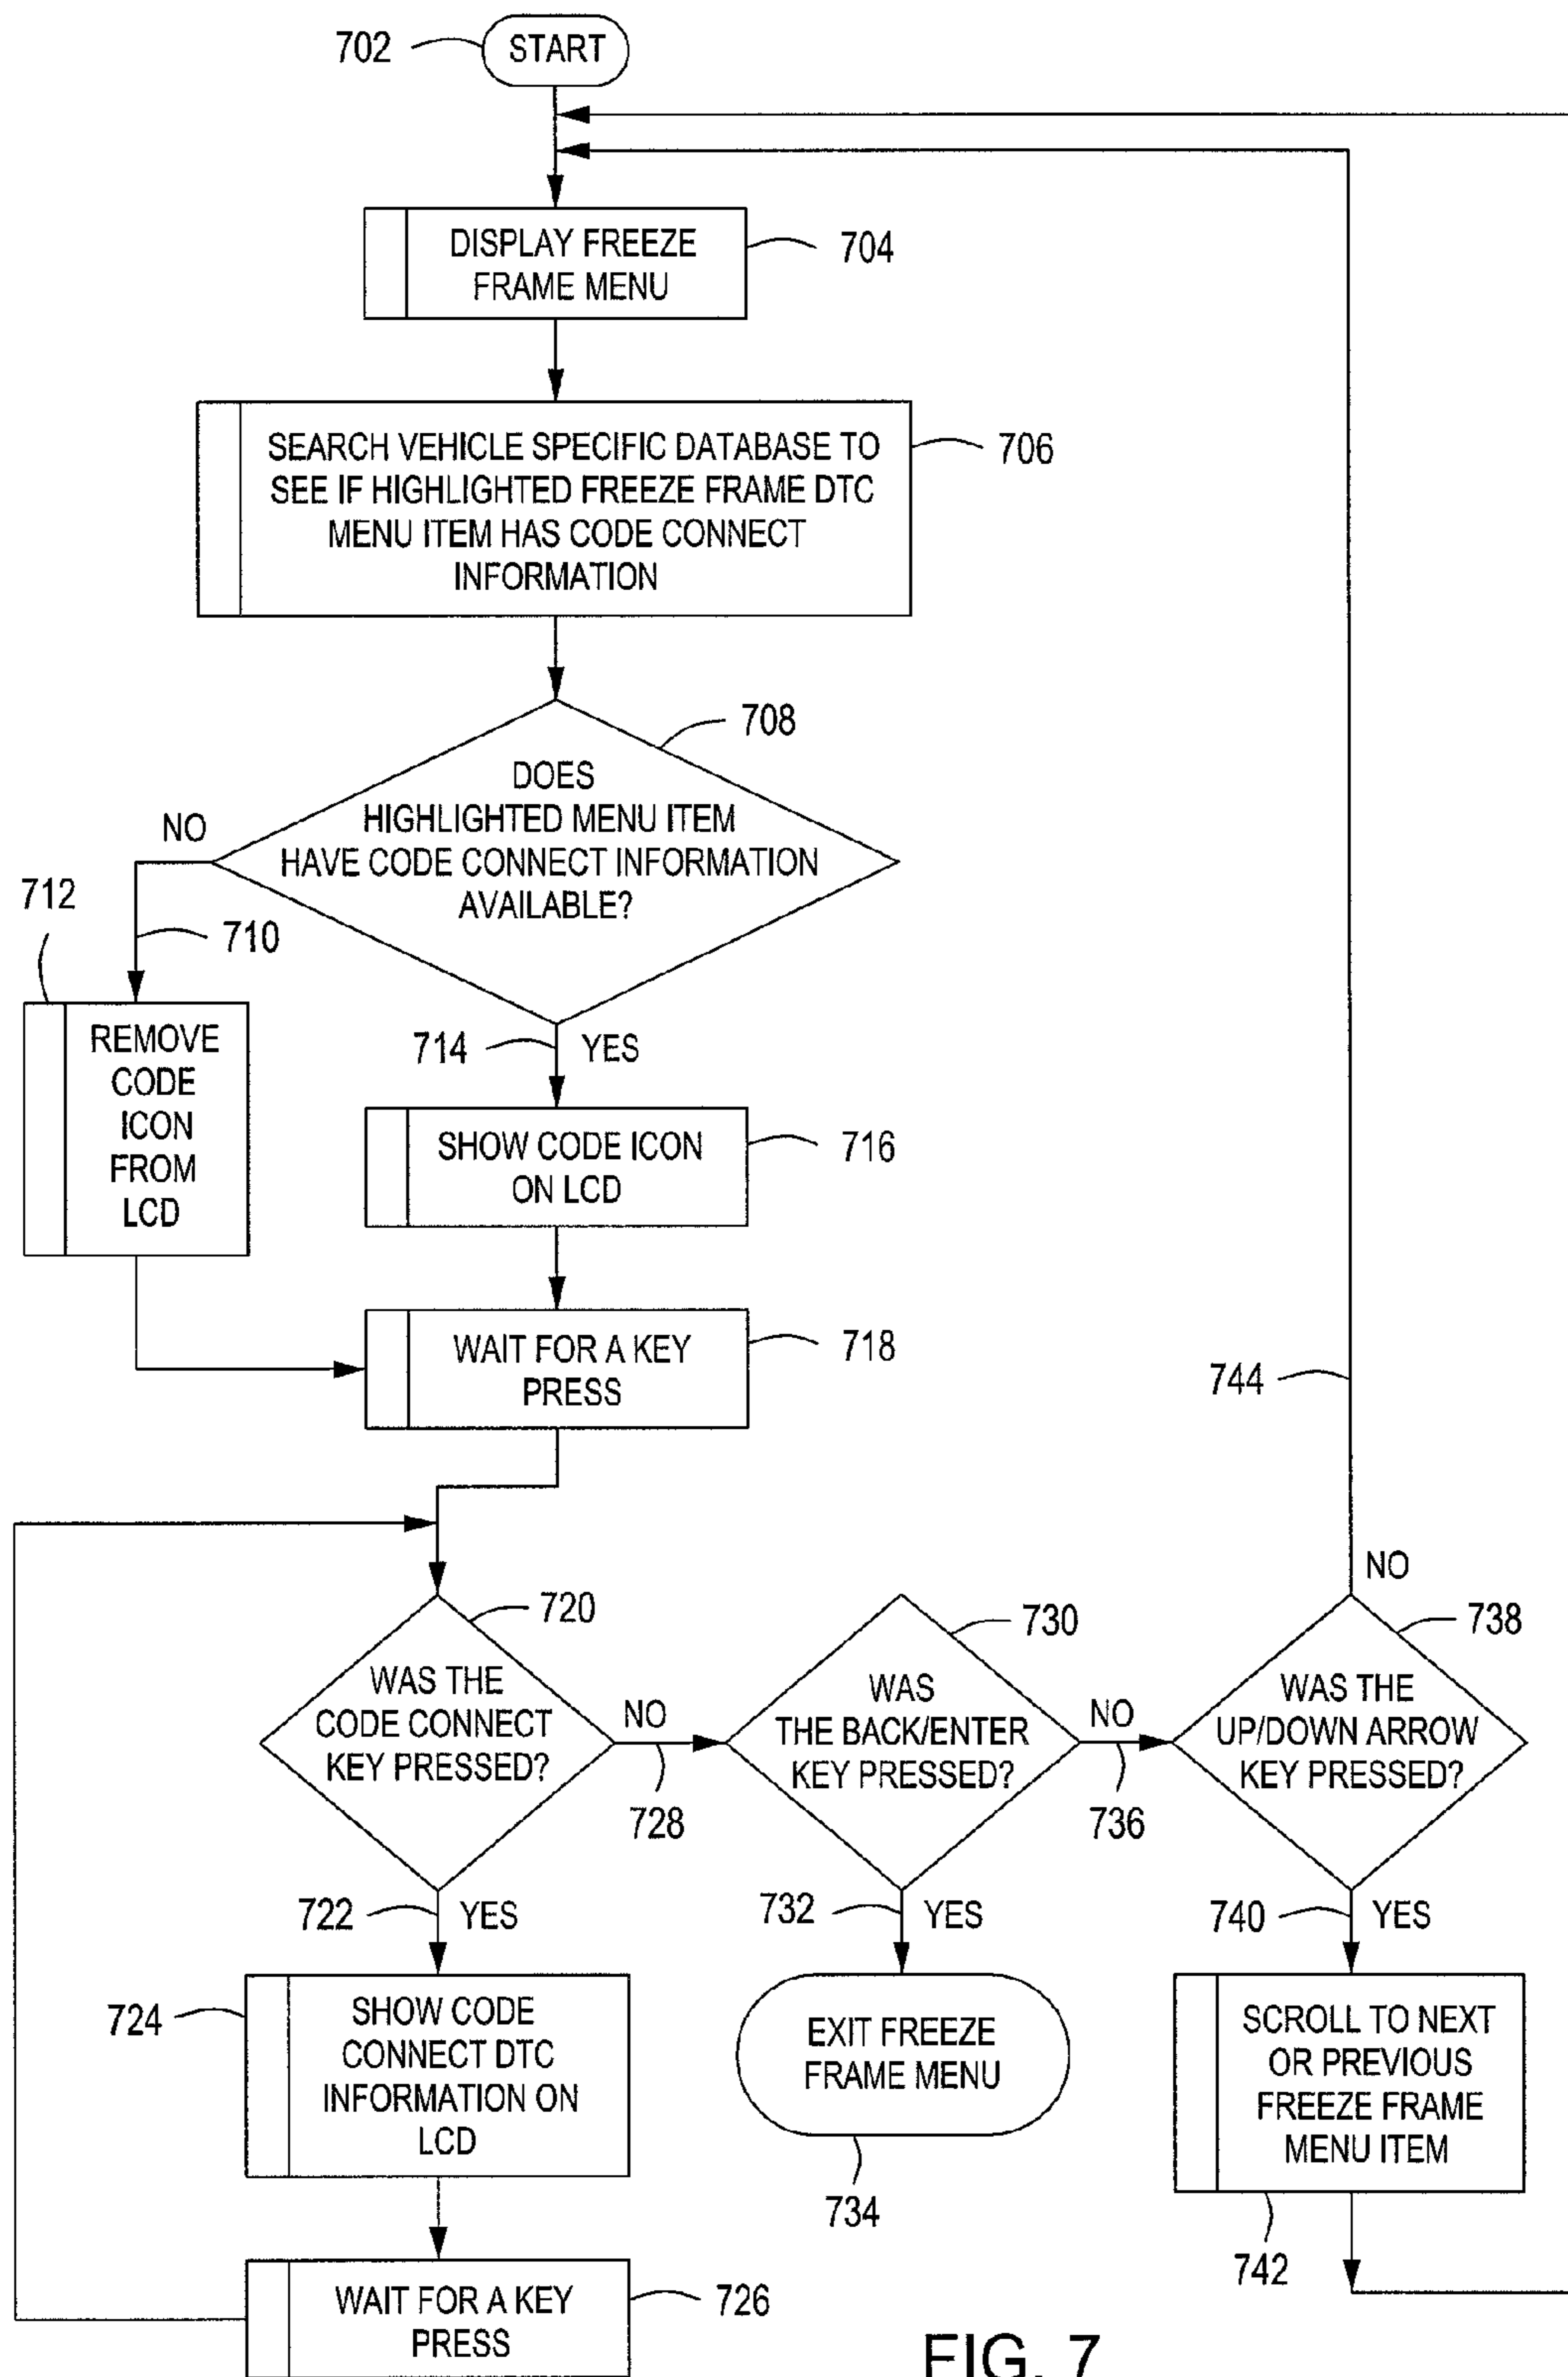 702
START
DISPLAY FREEZE
FRAME MENU
704
SEARCH VEHICLE SPECIFIC DATABASE TO
SEE IF HIGHLIGHTED FREEZE FRAME DTC
MENU ITEM HAS CODE CONNECT
INFORMATION
706
708
DOES
HIGHLIGHTED MENU ITEM
HAVE CODE CONNECT INFORMATION
AVAILABLE?
NO
710
712
REMOVE
CODE
ICON
FROM
LCD
714
YES
SHOW CODE ICON
ON LCD
716
WAIT FOR A KEY
PRESS
718
744
NO
720
WAS THE
CODE CONNECT
KEY PRESSED?
NO
728
730
WAS
THE BACK/ENTER
KEY PRESSED?
NO
736
738
WAS THE
UP/DOWN ARROW
KEY PRESSED?
722
YES
732
YES
740
YES
724
SHOW CODE
CONNECT DTC
INFORMATION ON
LCD
EXIT FREEZE
FRAME MENU
734
SCROLL TO NEXT
OR PREVIOUS
FREEZE FRAME
MENU ITEM
742
WAIT FOR A KEY
PRESS
726
FIG. 7